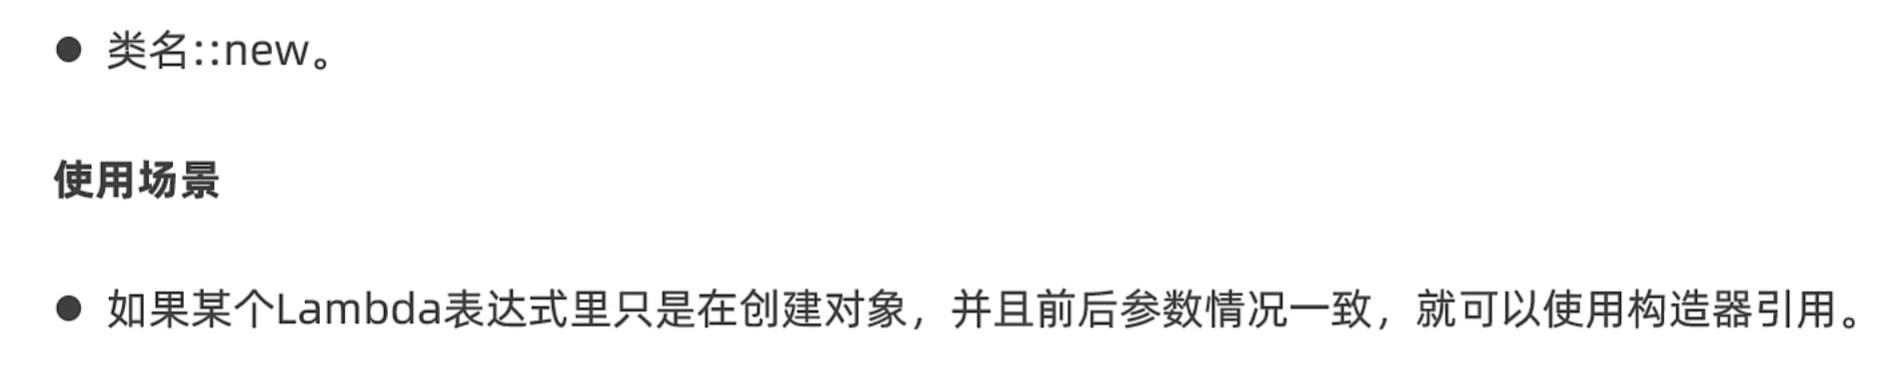 ● 类名::new。
使用场景
● 如果某个Lambda表达式里只是在创建对象，并且前后参数情况一致，就可以使用构造器引用。